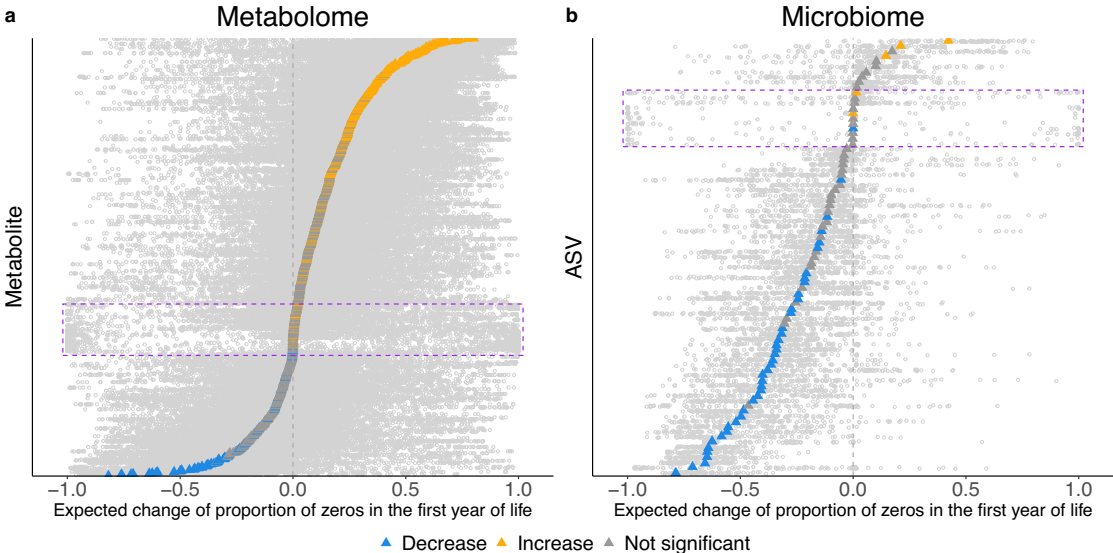 a
Metabolome
Metabolite
−1.0
−0.5
0.0
0.5
1.0
Expected change of proportion of zeros in the first year of life
b
Microbiome
ASV
−1.0
−0.5
0.0
0.5
1.0
Expected change of proportion of zeros in the first year of life
Decrease
Increase
Not significant